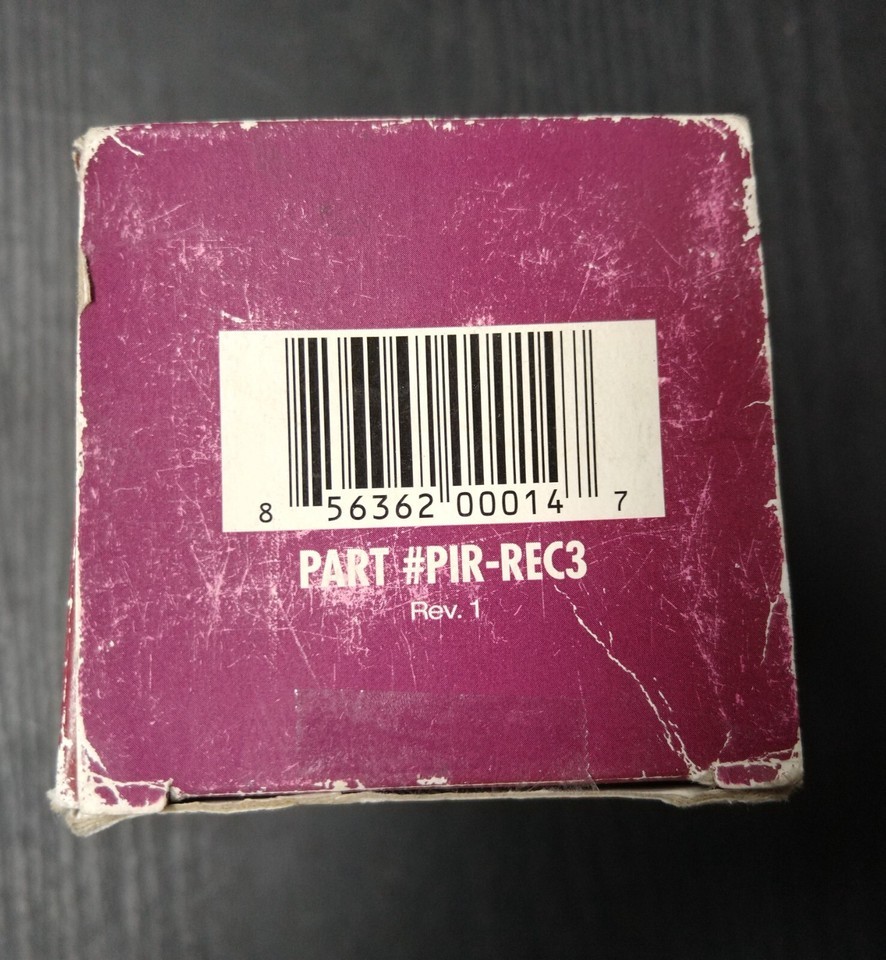 8 56362 00014 7
PART #PIR-REC3
Rev. 1